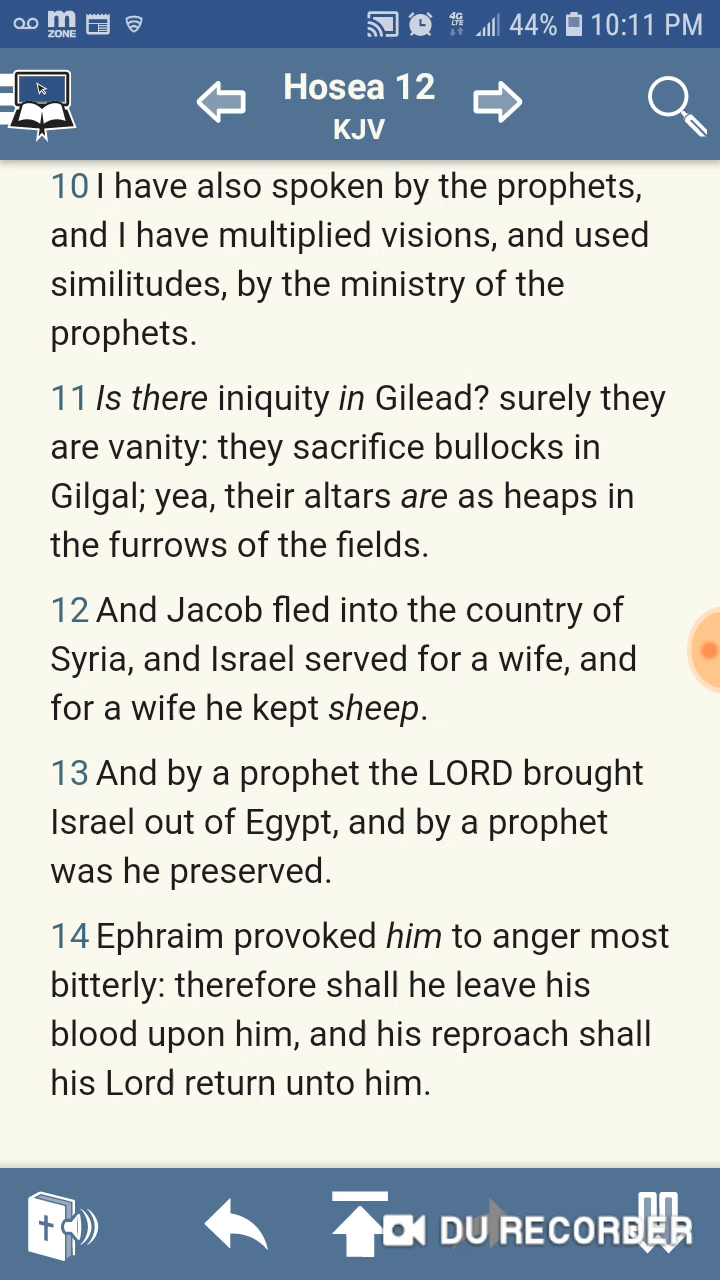 m ZONE 4G LTE 44% 10:11 PM
Hosea 12
KJV
10 I have also spoken by the prophets,
and I have multiplied visions, and used
similitudes, by the ministry of the
prophets.
11 Is there iniquity in Gilead? surely they
are vanity: they sacrifice bullocks in
Gilgal; yea, their altars are as heaps in
the furrows of the fields.
12 And Jacob fled into the country of
Syria, and Israel served for a wife, and
for a wife he kept sheep.
13 And by a prophet the LORD brought
Israel out of Egypt, and by a prophet
was he preserved.
14 Ephraim provoked him to anger most
bitterly: therefore shall he leave his
blood upon him, and his reproach shall
his Lord return unto him.
DU RECORDER